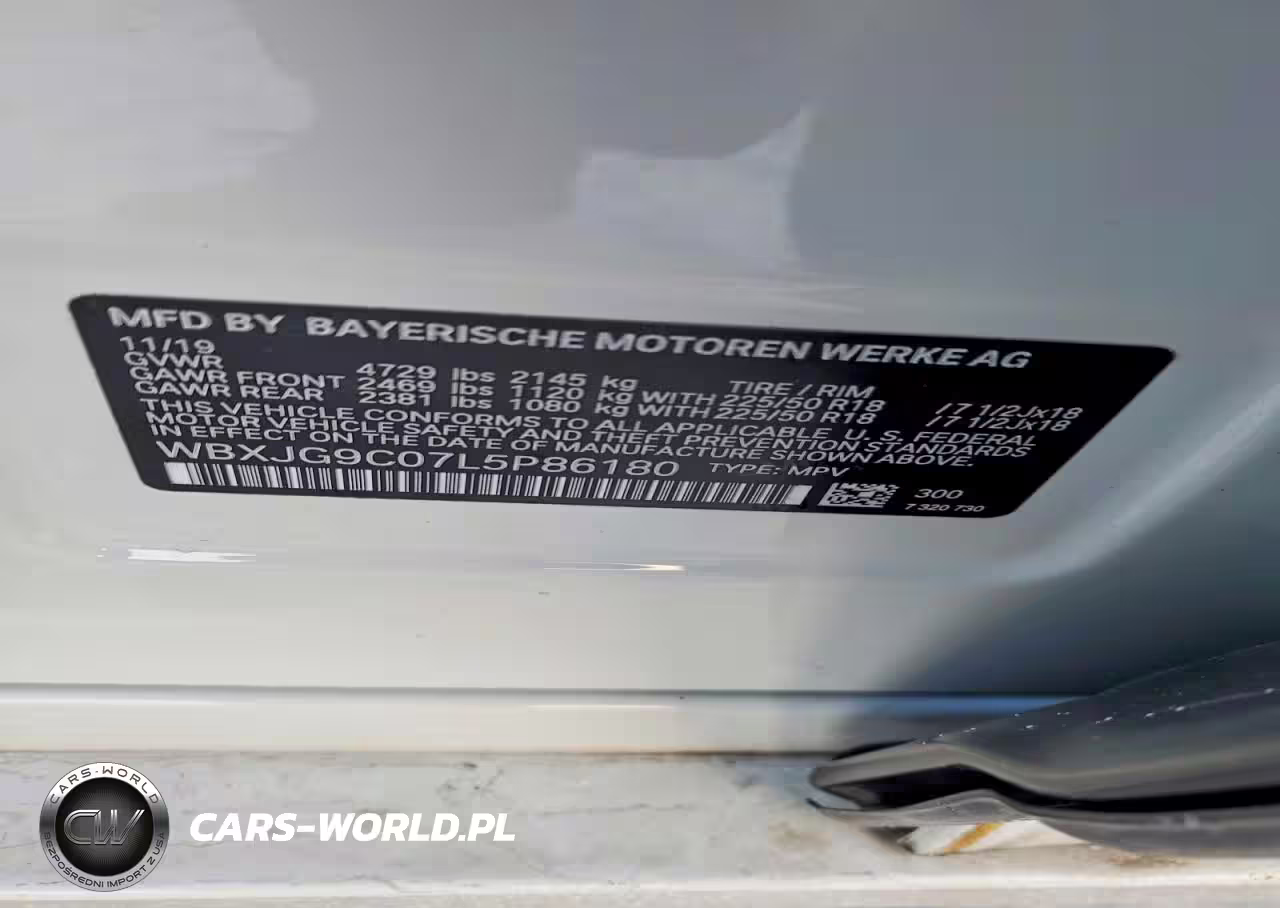 MFD BY BAYERISCHE MOTOREN WERKE AG
11/19
GVWR 4729 lbs 2145 kg TIRE / RIM
GAWR FRONT 2469 lbs 1120 kg WITH 225/50 R18 / 7 1/2Jx18
GAWR REAR 2381 lbs 1080 kg WITH 225/50 R18 / 7 1/2Jx18
THIS VEHICLE CONFORMS TO ALL APPLICABLE U. S. FEDERAL
MOTOR VEHICLE SAFETY AND THEFT PREVENTION STANDARDS
IN EFFECT ON THE DATE OF MANUFACTURE SHOWN ABOVE.
WBXJG9C07L5P86180 TYPE: MPV
300
7 320 730
CARS-WORLD
CW
BEZPOŚREDNI IMPORT Z USA
CARS-WORLD.PL